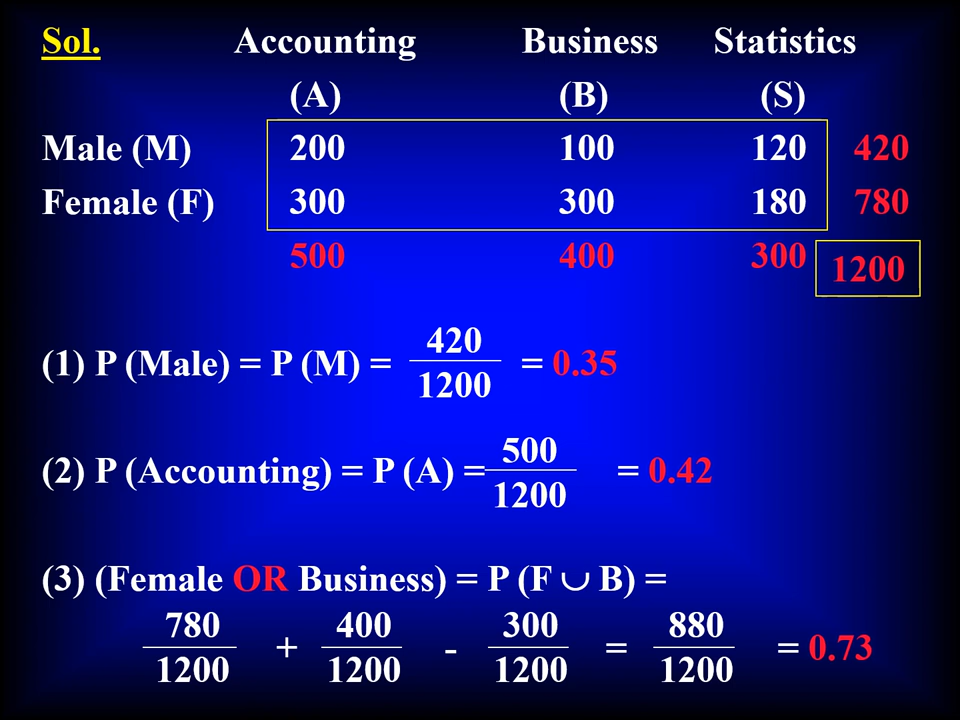 Sol. Accounting Business Statistics
(A) (B) (S)
Male (M) 200 100 120 420
Female (F) 300 300 180 780
500 400 300 1200
(1) P (Male) = P (M) = 420/1200 = 0.35
(2) P (Accounting) = P (A) = 500/1200 = 0.42
(3) (Female OR Business) = P (F ∪ B) =
780/1200 + 400/1200 - 300/1200 = 880/1200 = 0.73